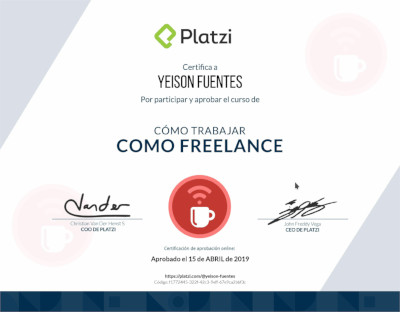 Platzi
Certifica a
YEISON FUENTES
Por participar y aprobar el curso de
CÓMO TRABAJAR
COMO FREELANCE
Christian Van Der Henst S.
COO DE PLATZI
John Freddy Vega
CEO DE PLATZI
Certificación de aprobación online:
Aprobado el 15 de ABRIL de 2019
https://platzi.com/@yeison-fuentes
Código: